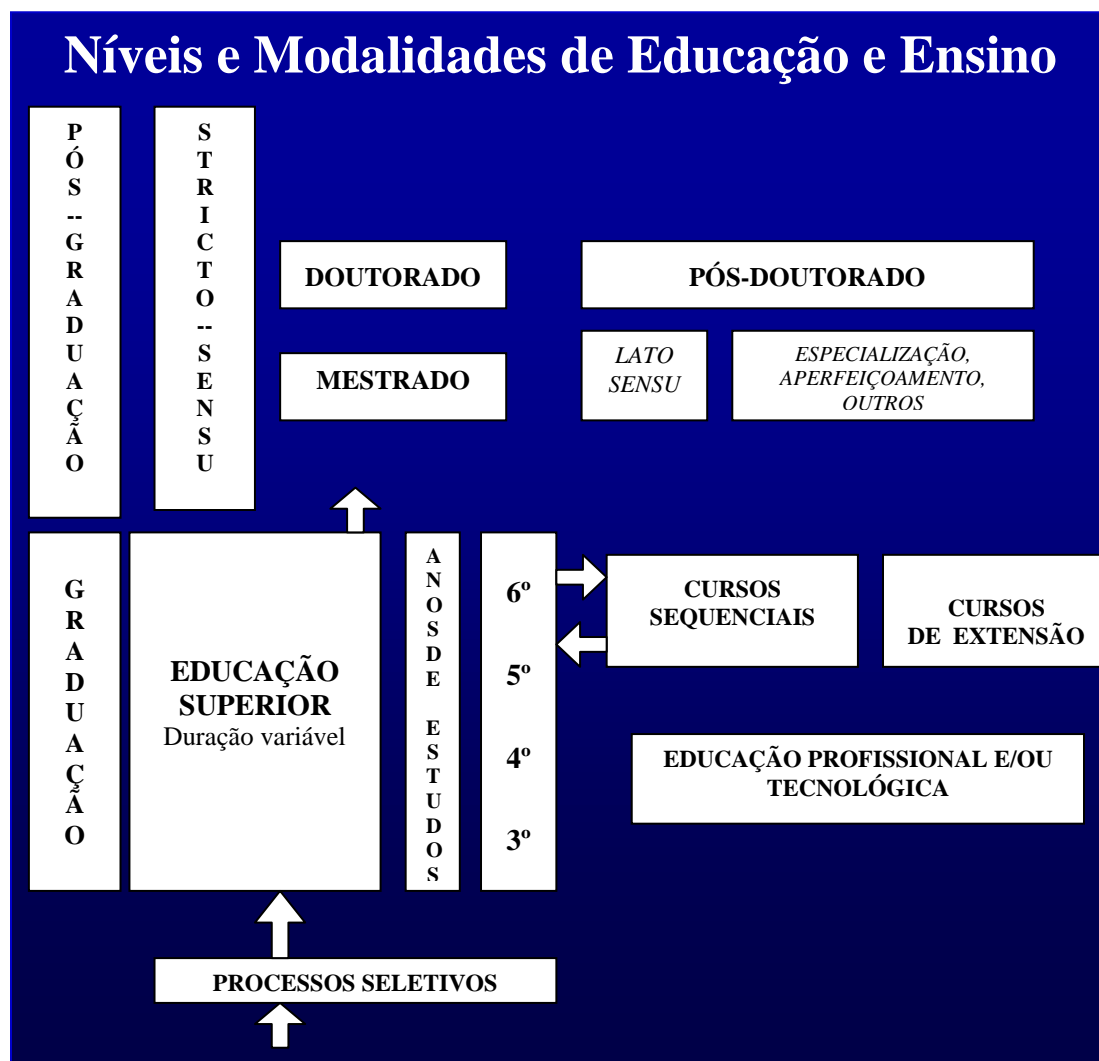 Níveis e Modalidades de Educação e Ensino
PÓS--GRADUAÇÃO
STRICTO--SENSU
DOUTORADO
PÓS-DOUTORADO
MESTRADO
LATO
SENSU
ESPECIALIZAÇÃO,
APERFEIÇOAMENTO,
OUTROS
GRADUAÇÃO
EDUCAÇÃO
SUPERIOR
Duração variável
ANOSDE ESTUDOS
6º
5º
4º
3º
CURSOS
SEQUENCIAIS
CURSOS
DE EXTENSÃO
EDUCAÇÃO PROFISSIONAL E/OU
TECNOLÓGICA
PROCESSOS SELETIVOS